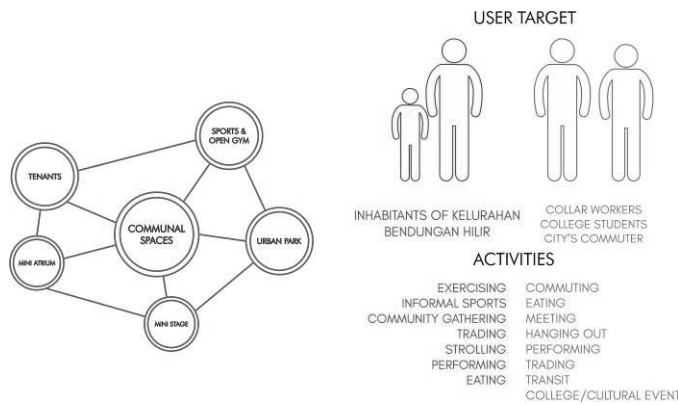 SPORTS &
OPEN GYM
TENANTS
COMMUNAL
SPACES
URBAN PARK
MINI ATRIUM
MINI STAGE
USER TARGET
INHABITANTS OF KELURAHAN
BENDUNGAN HILIR
COLLAR WORKERS
COLLEGE STUDENTS
CITY'S COMMUTER
ACTIVITIES
EXERCISING
INFORMAL SPORTS
COMMUNITY GATHERING
TRADING
STROLLING
PERFORMING
EATING
COMMUTING
EATING
MEETING
HANGING OUT
PERFORMING
TRADING
TRANSIT
COLLEGE/CULTURAL EVENT